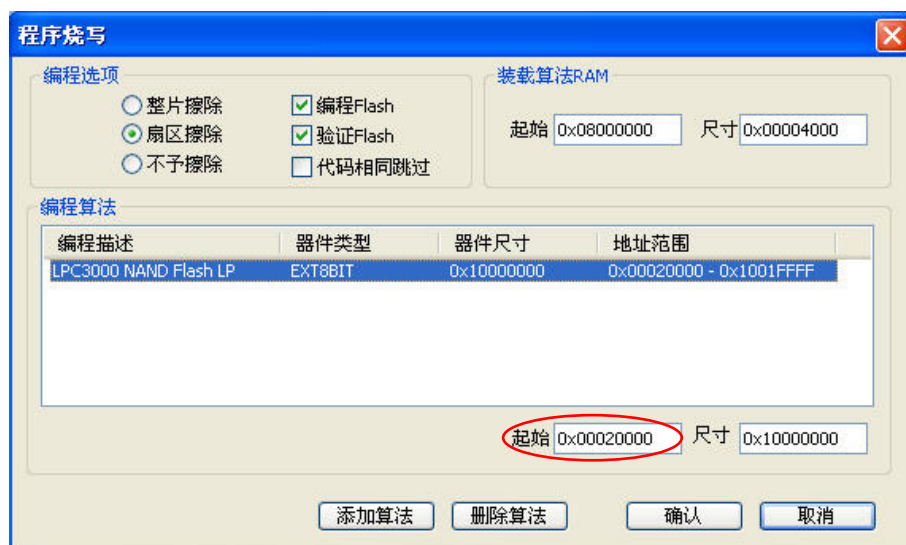 程序烧写
编程选项
整片擦除
扇区擦除
不予擦除
编程Flash
验证Flash
代码相同跳过
装载算法RAM
起始 0x08000000 尺寸 0x00004000
编程算法
编程描述 器件类型 器件尺寸 地址范围
LPC3000 NAND Flash LP EXT8BIT 0x10000000 0x00020000 - 0x1001FFFF
起始 0x00020000 尺寸 0x10000000
添加算法 删除算法 确认 取消